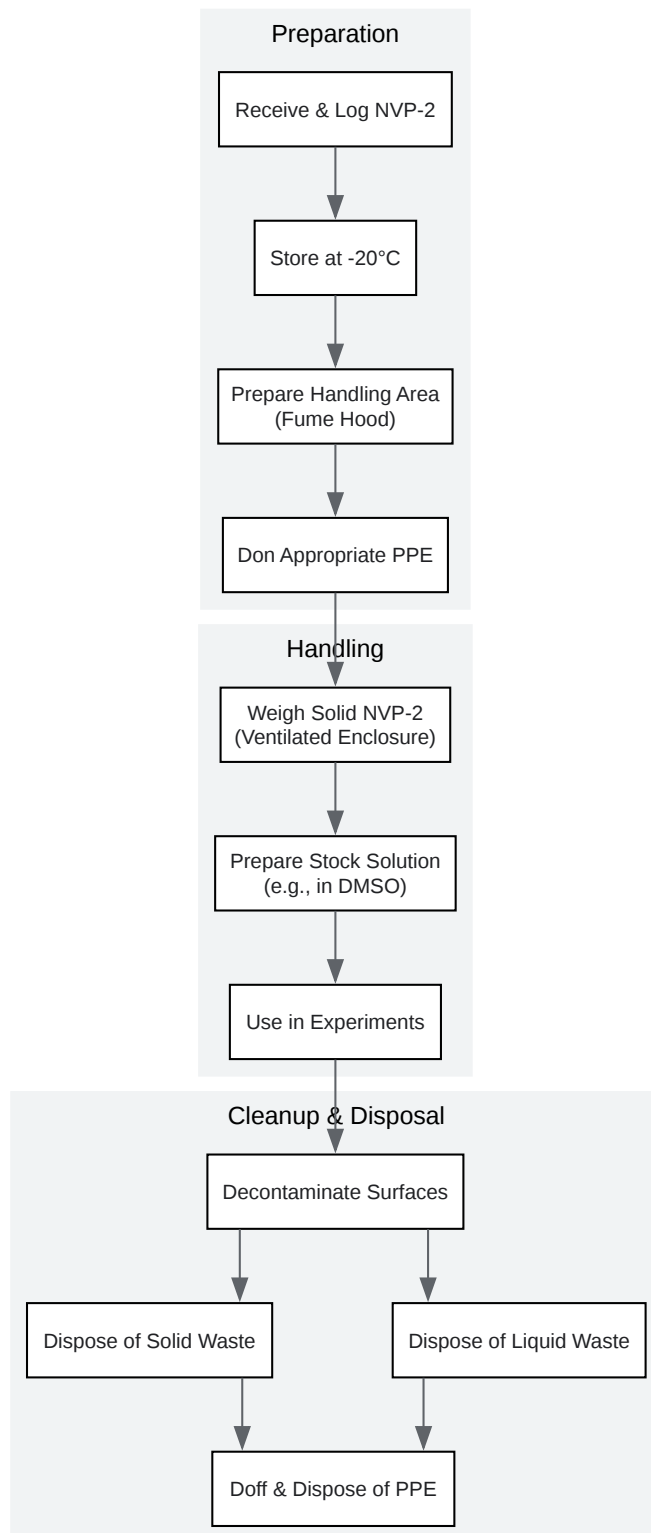 Preparation
Receive & Log NVP-2
Store at -20°C
Prepare Handling Area
(Fume Hood)
Don Appropriate PPE
Handling
Weigh Solid NVP-2
(Ventilated Enclosure)
Prepare Stock Solution
(e.g., in DMSO)
Use in Experiments
Cleanup & Disposal
Decontaminate Surfaces
Dispose of Solid Waste
Dispose of Liquid Waste
Doff & Dispose of PPE